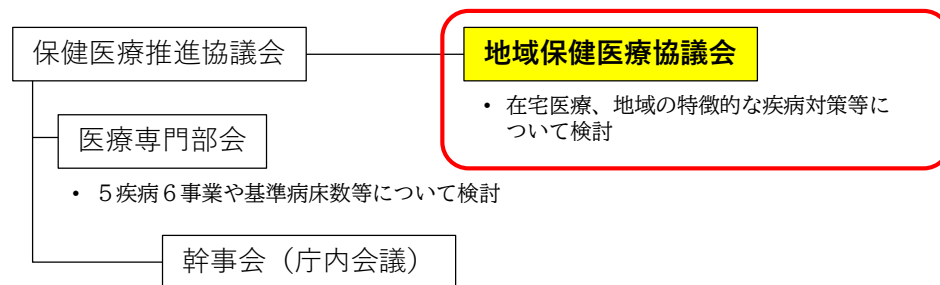 保健医療推進協議会
地域保健医療協議会
• 在宅医療、地域の特徴的な疾病対策等に
ついて検討
医療専門部会
• ５疾病６事業や基準病床数等について検討
幹事会（庁内会議）